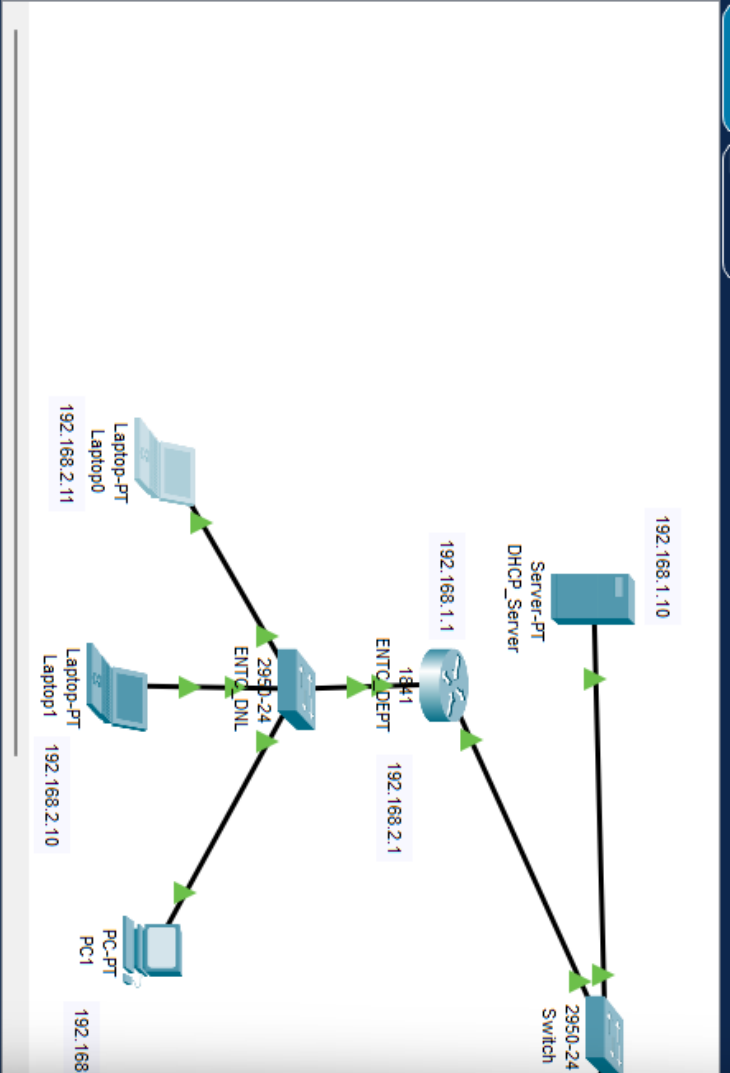 192.168.1.10
Server-PT
DHCP_Server
192.168.1.1
1841
ENTC_DEPT
192.168.2.1
2950-24
Switch
2950-24
ENTC_DNL
Laptop-PT
Laptop0
192.168.2.11
Laptop-PT
Laptop1
192.168.2.10
PC-PT
PC1
192.168